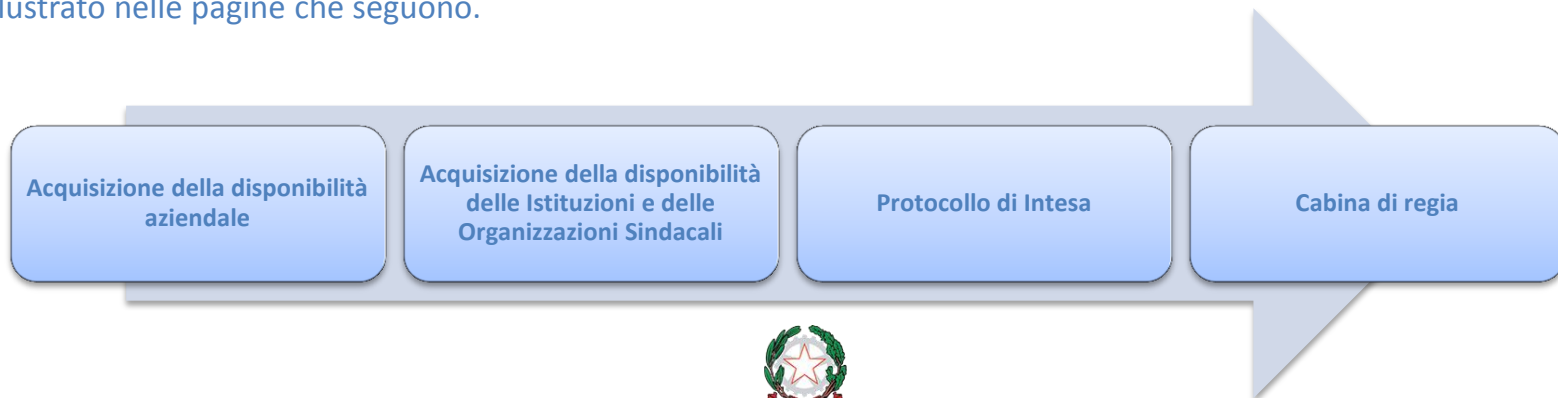 lustrato nelle pagine che seguono.
Acquisizione della disponibilità
aziendale
Acquisizione della disponibilità
delle Istituzioni e delle
Organizzazioni Sindacali
Protocollo di Intesa
Cabina di regia